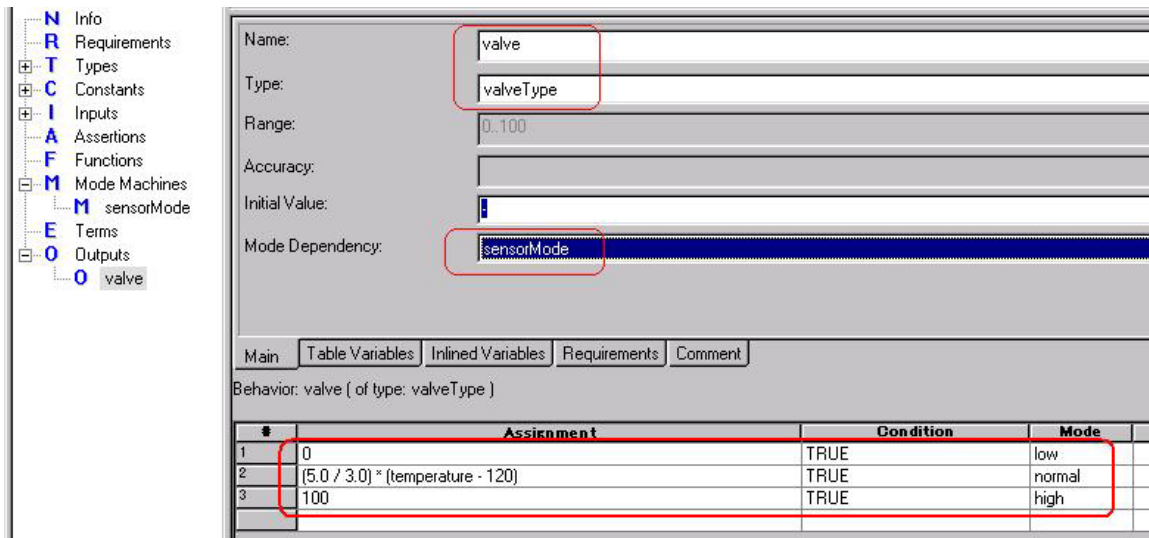 N Info
R Requirements
T Types
C Constants
I Inputs
A Assertions
F Functions
M Mode Machines
M sensorMode
E Terms
O Outputs
O valve
Name: valve
Type: valveType
Range: 0..100
Accuracy:
Initial Value: -
Mode Dependency: sensorMode
Main Table Variables Inlined Variables Requirements Comment
Behavior: valve ( of type: valveType )
# Assignment Condition Mode
1 0 TRUE low
2 (5.0 / 3.0) * (temperature - 120) TRUE normal
3 100 TRUE high